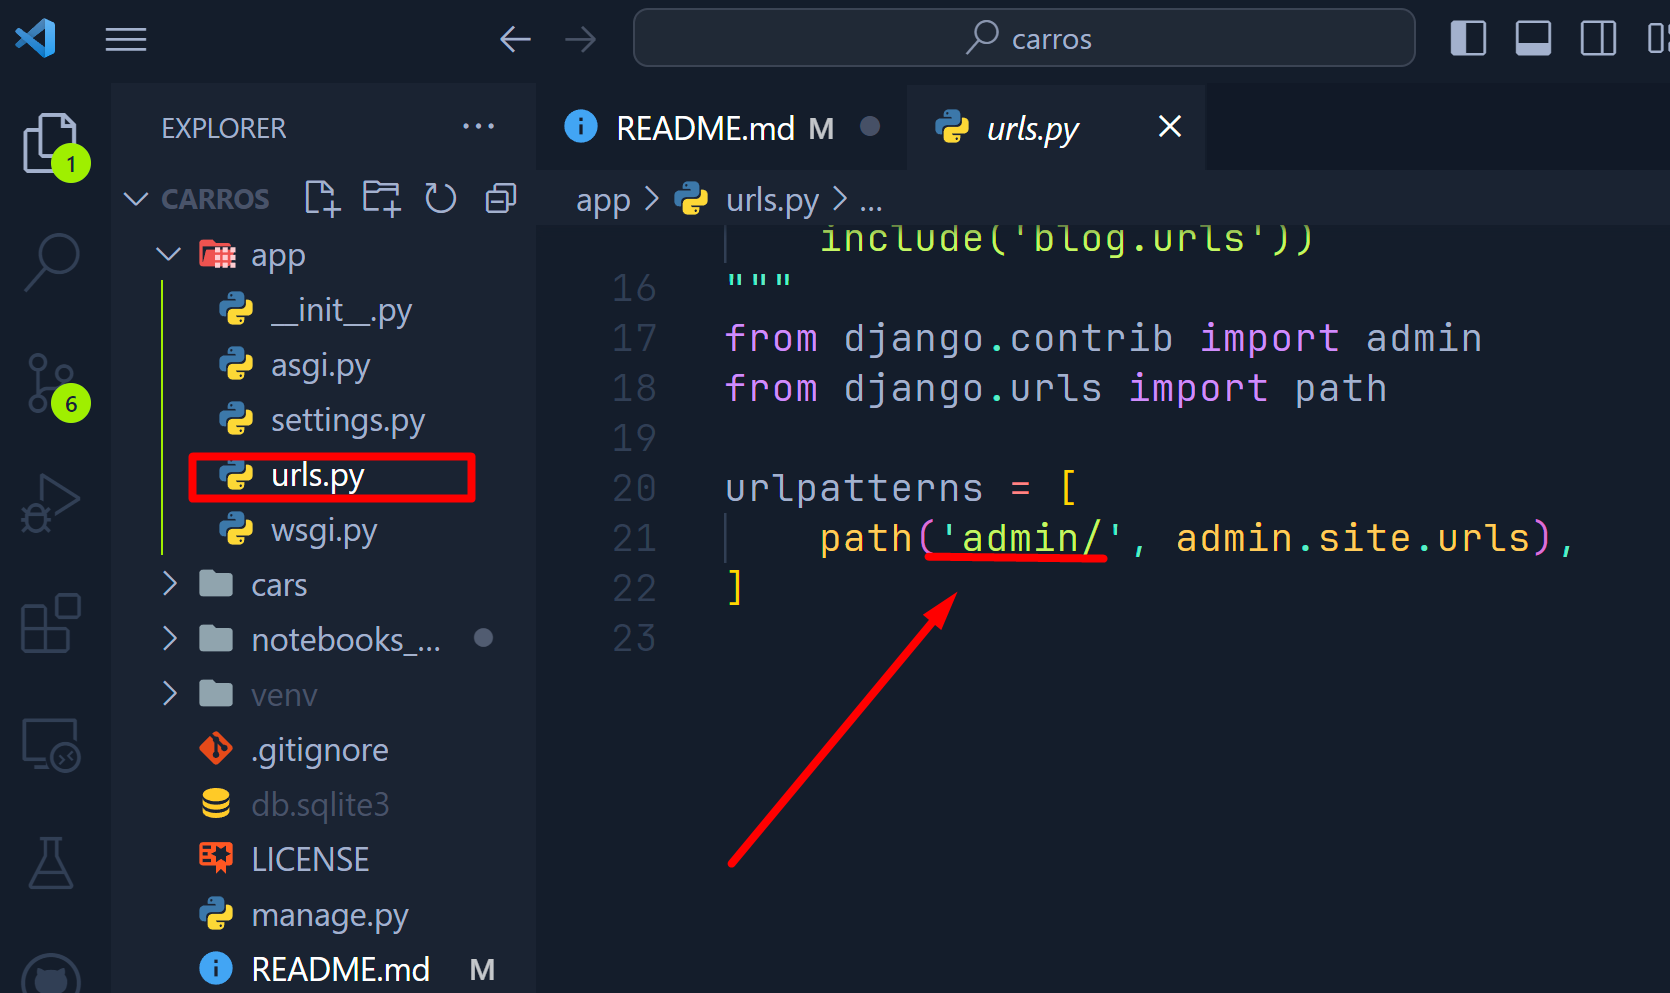 carros
EXPLORER ...
README.md M
urls.py
CARROS
app > urls.py > ...
app
__init__.py
asgi.py
settings.py
urls.py
wsgi.py
cars
notebooks_...
venv
.gitignore
db.sqlite3
LICENSE
manage.py
README.md M
1
6
include('blog.urls'))
16 """
17 from django.contrib import admin
18 from django.urls import path
19
20 urlpatterns = [
21 path('admin/', admin.site.urls),
22 ]
23